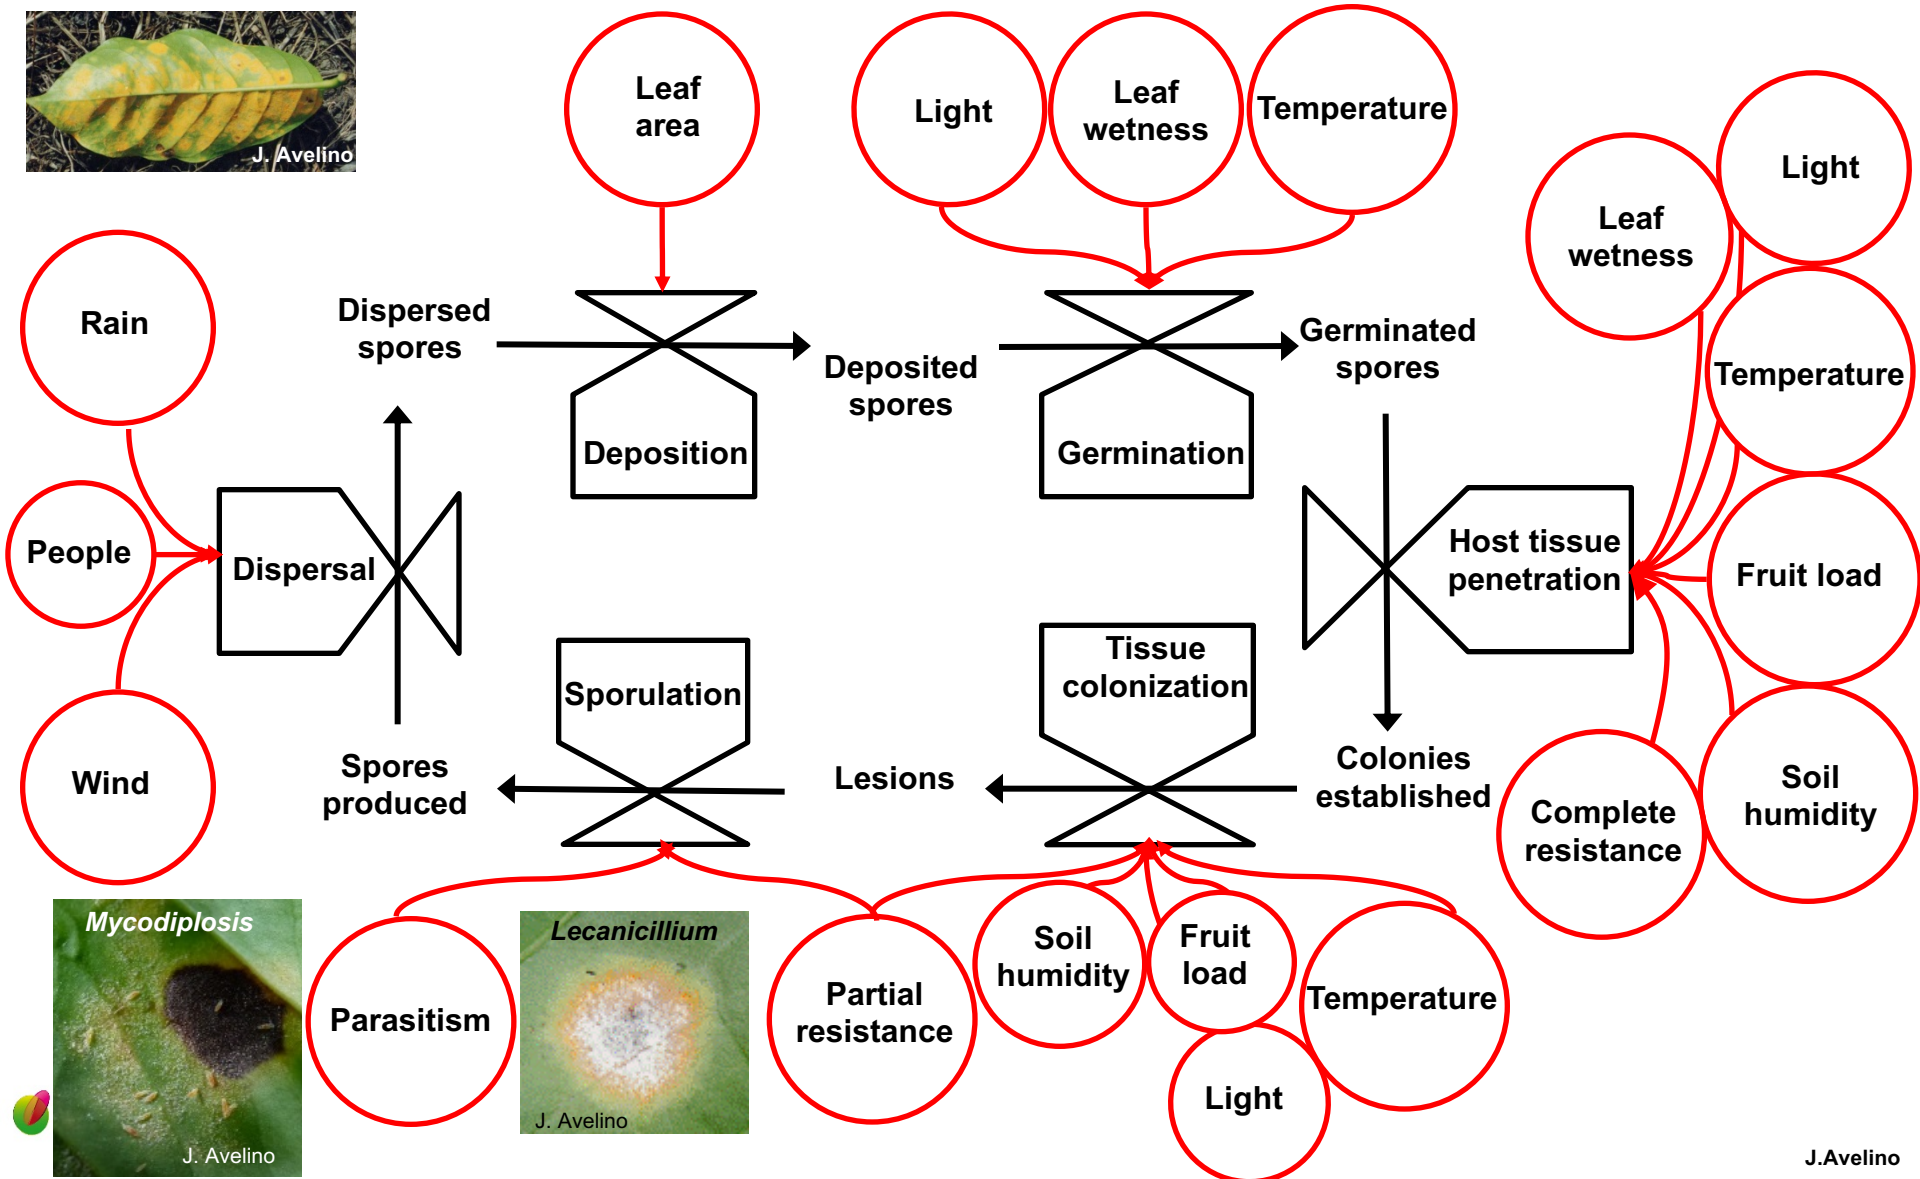 J. Avelino
Leaf
area
Light
Leaf
wetness
Temperature
Light
Leaf
wetness
Temperature
Fruit load
Soil
humidity
Complete
resistance
Rain
People
Wind
Dispersed
spores
Deposition
Deposited
spores
Germination
Germinated
spores
Host tissue
penetration
Dispersal
Sporulation
Tissue
colonization
Spores
produced
Lesions
Colonies
established
Mycodiplosis
J. Avelino
Parasitism
Lecanicillium
J. Avelino
Partial
resistance
Soil
humidity
Fruit
load
Light
Temperature
J.Avelino